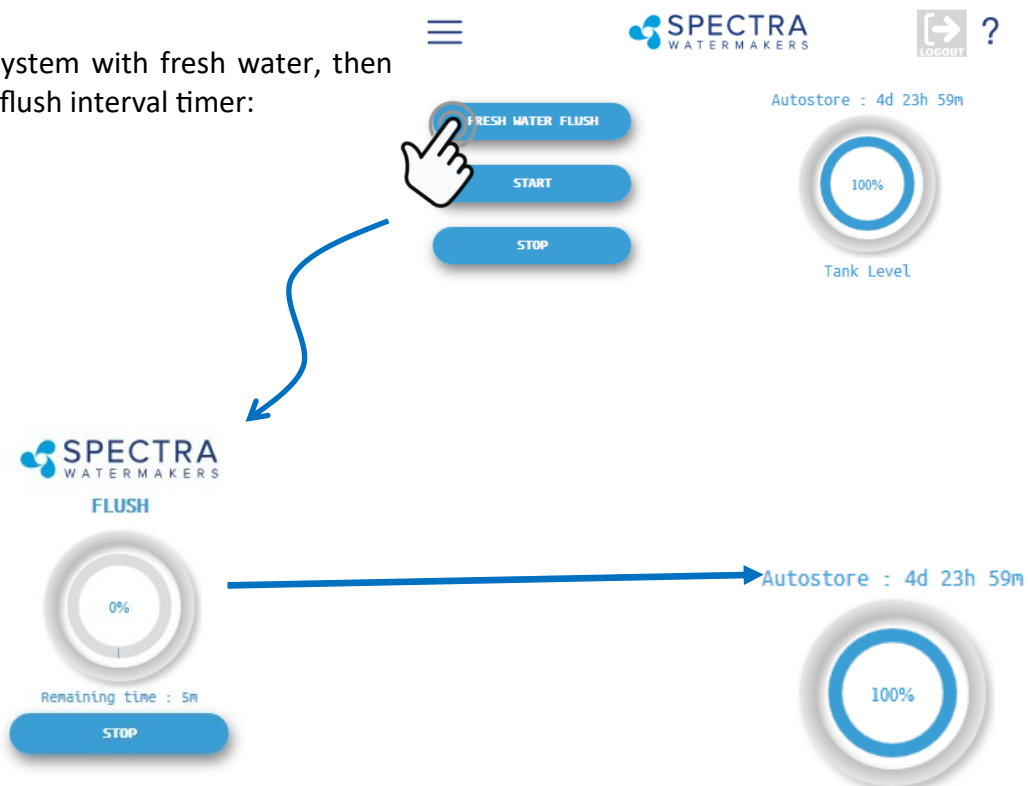 ystem with fresh water, then
flush interval timer:
SPECTRA
WATERMAKERS
LOGOUT
?
FRESH WATER FLUSH
START
STOP
Autostore : 4d 23h 59m
100%
Tank Level
SPECTRA
WATERMAKERS
FLUSH
0%
Remaining time : 5m
STOP
Autostore : 4d 23h 59m
100%